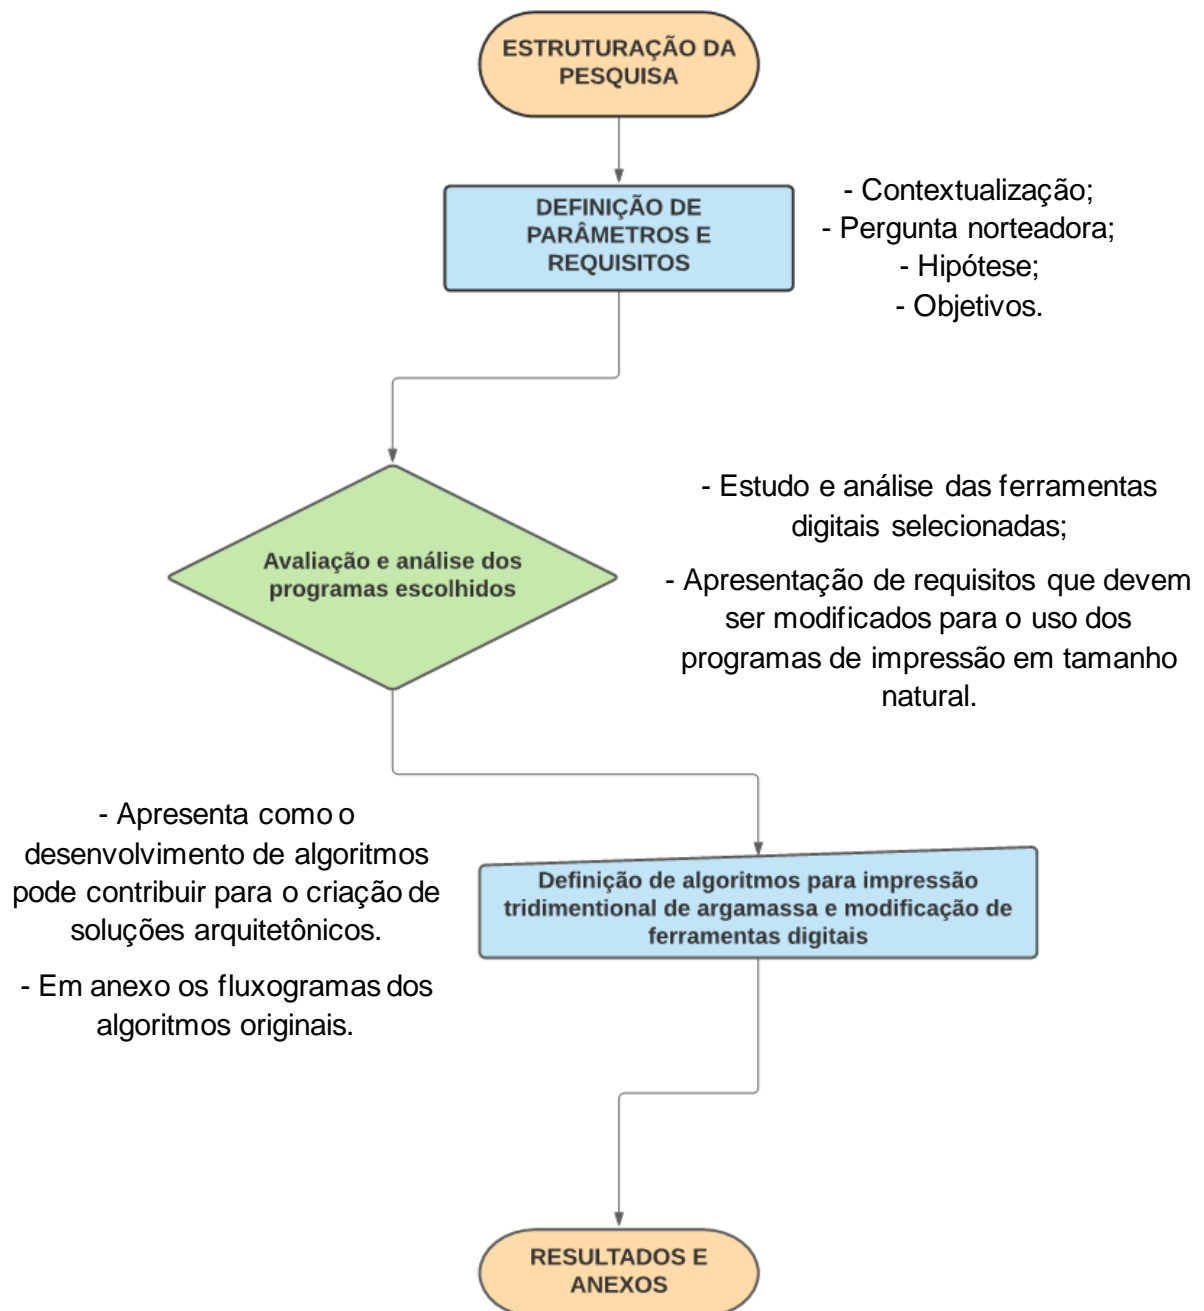 ESTRUTURAÇÃO DA
PESQUISA
DEFINIÇÃO DE
PARÂMETROS E
REQUISITOS
- Contextualização;
- Pergunta norteadora;
- Hipótese;
- Objetivos.
Avaliação e análise dos
programas escolhidos
- Estudo e análise das ferramentas
digitais selecionadas;
- Apresentação de requisitos que devem
ser modificados para o uso dos
programas de impressão em tamanho
natural.
- Apresenta como o
desenvolvimento de algoritmos
pode contribuir para o criação de
soluções arquitetônicos.
- Em anexo os fluxogramas dos
algoritmos originais.
Definição de algoritmos para impressão
tridimentional de argamassa e modificação de
ferramentas digitais
RESULTADOS E
ANEXOS